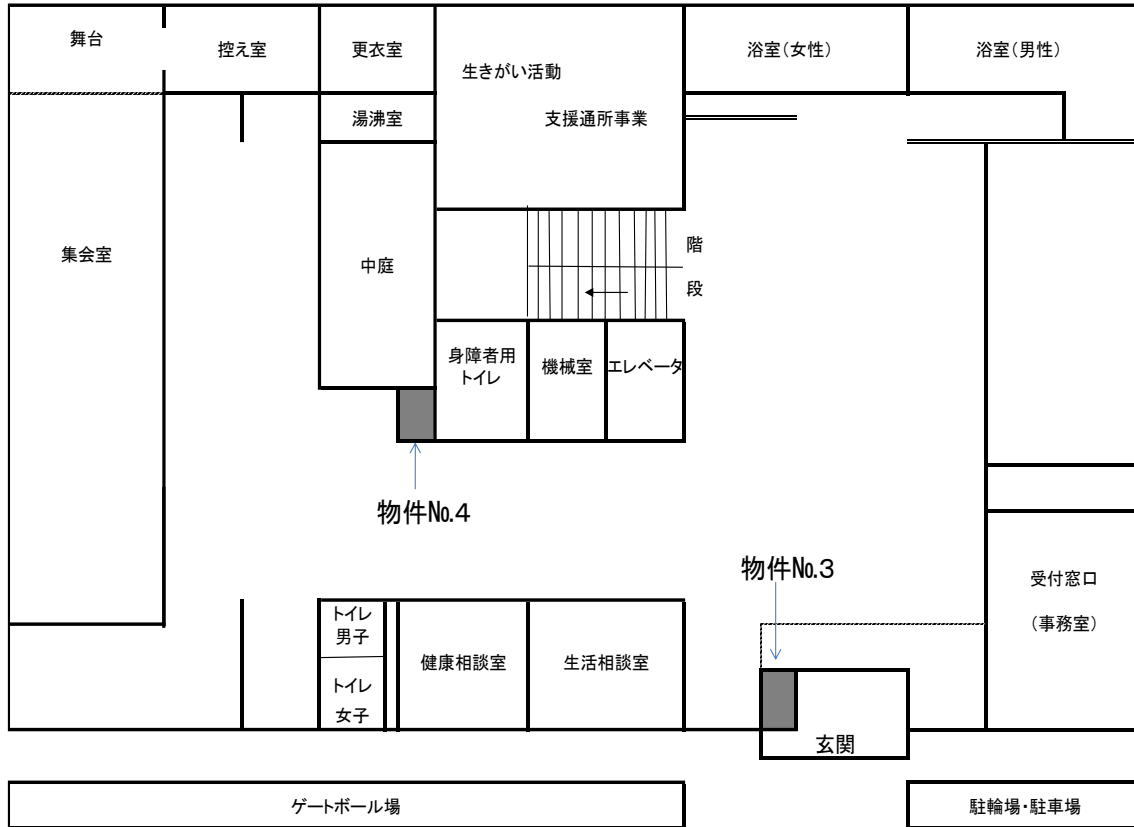 舞台
控え室
更衣室
生きがい活動
支援通所事業
浴室(女性)
浴室(男性)
湯沸室
集会室
中庭
階
段
身障者用
トイレ
機械室
エレベータ
物件№4
物件№3
受付窓口
(事務室)
トイレ
男子
トイレ
女子
健康相談室
生活相談室
玄関
ゲートボール場
駐輪場・駐車場